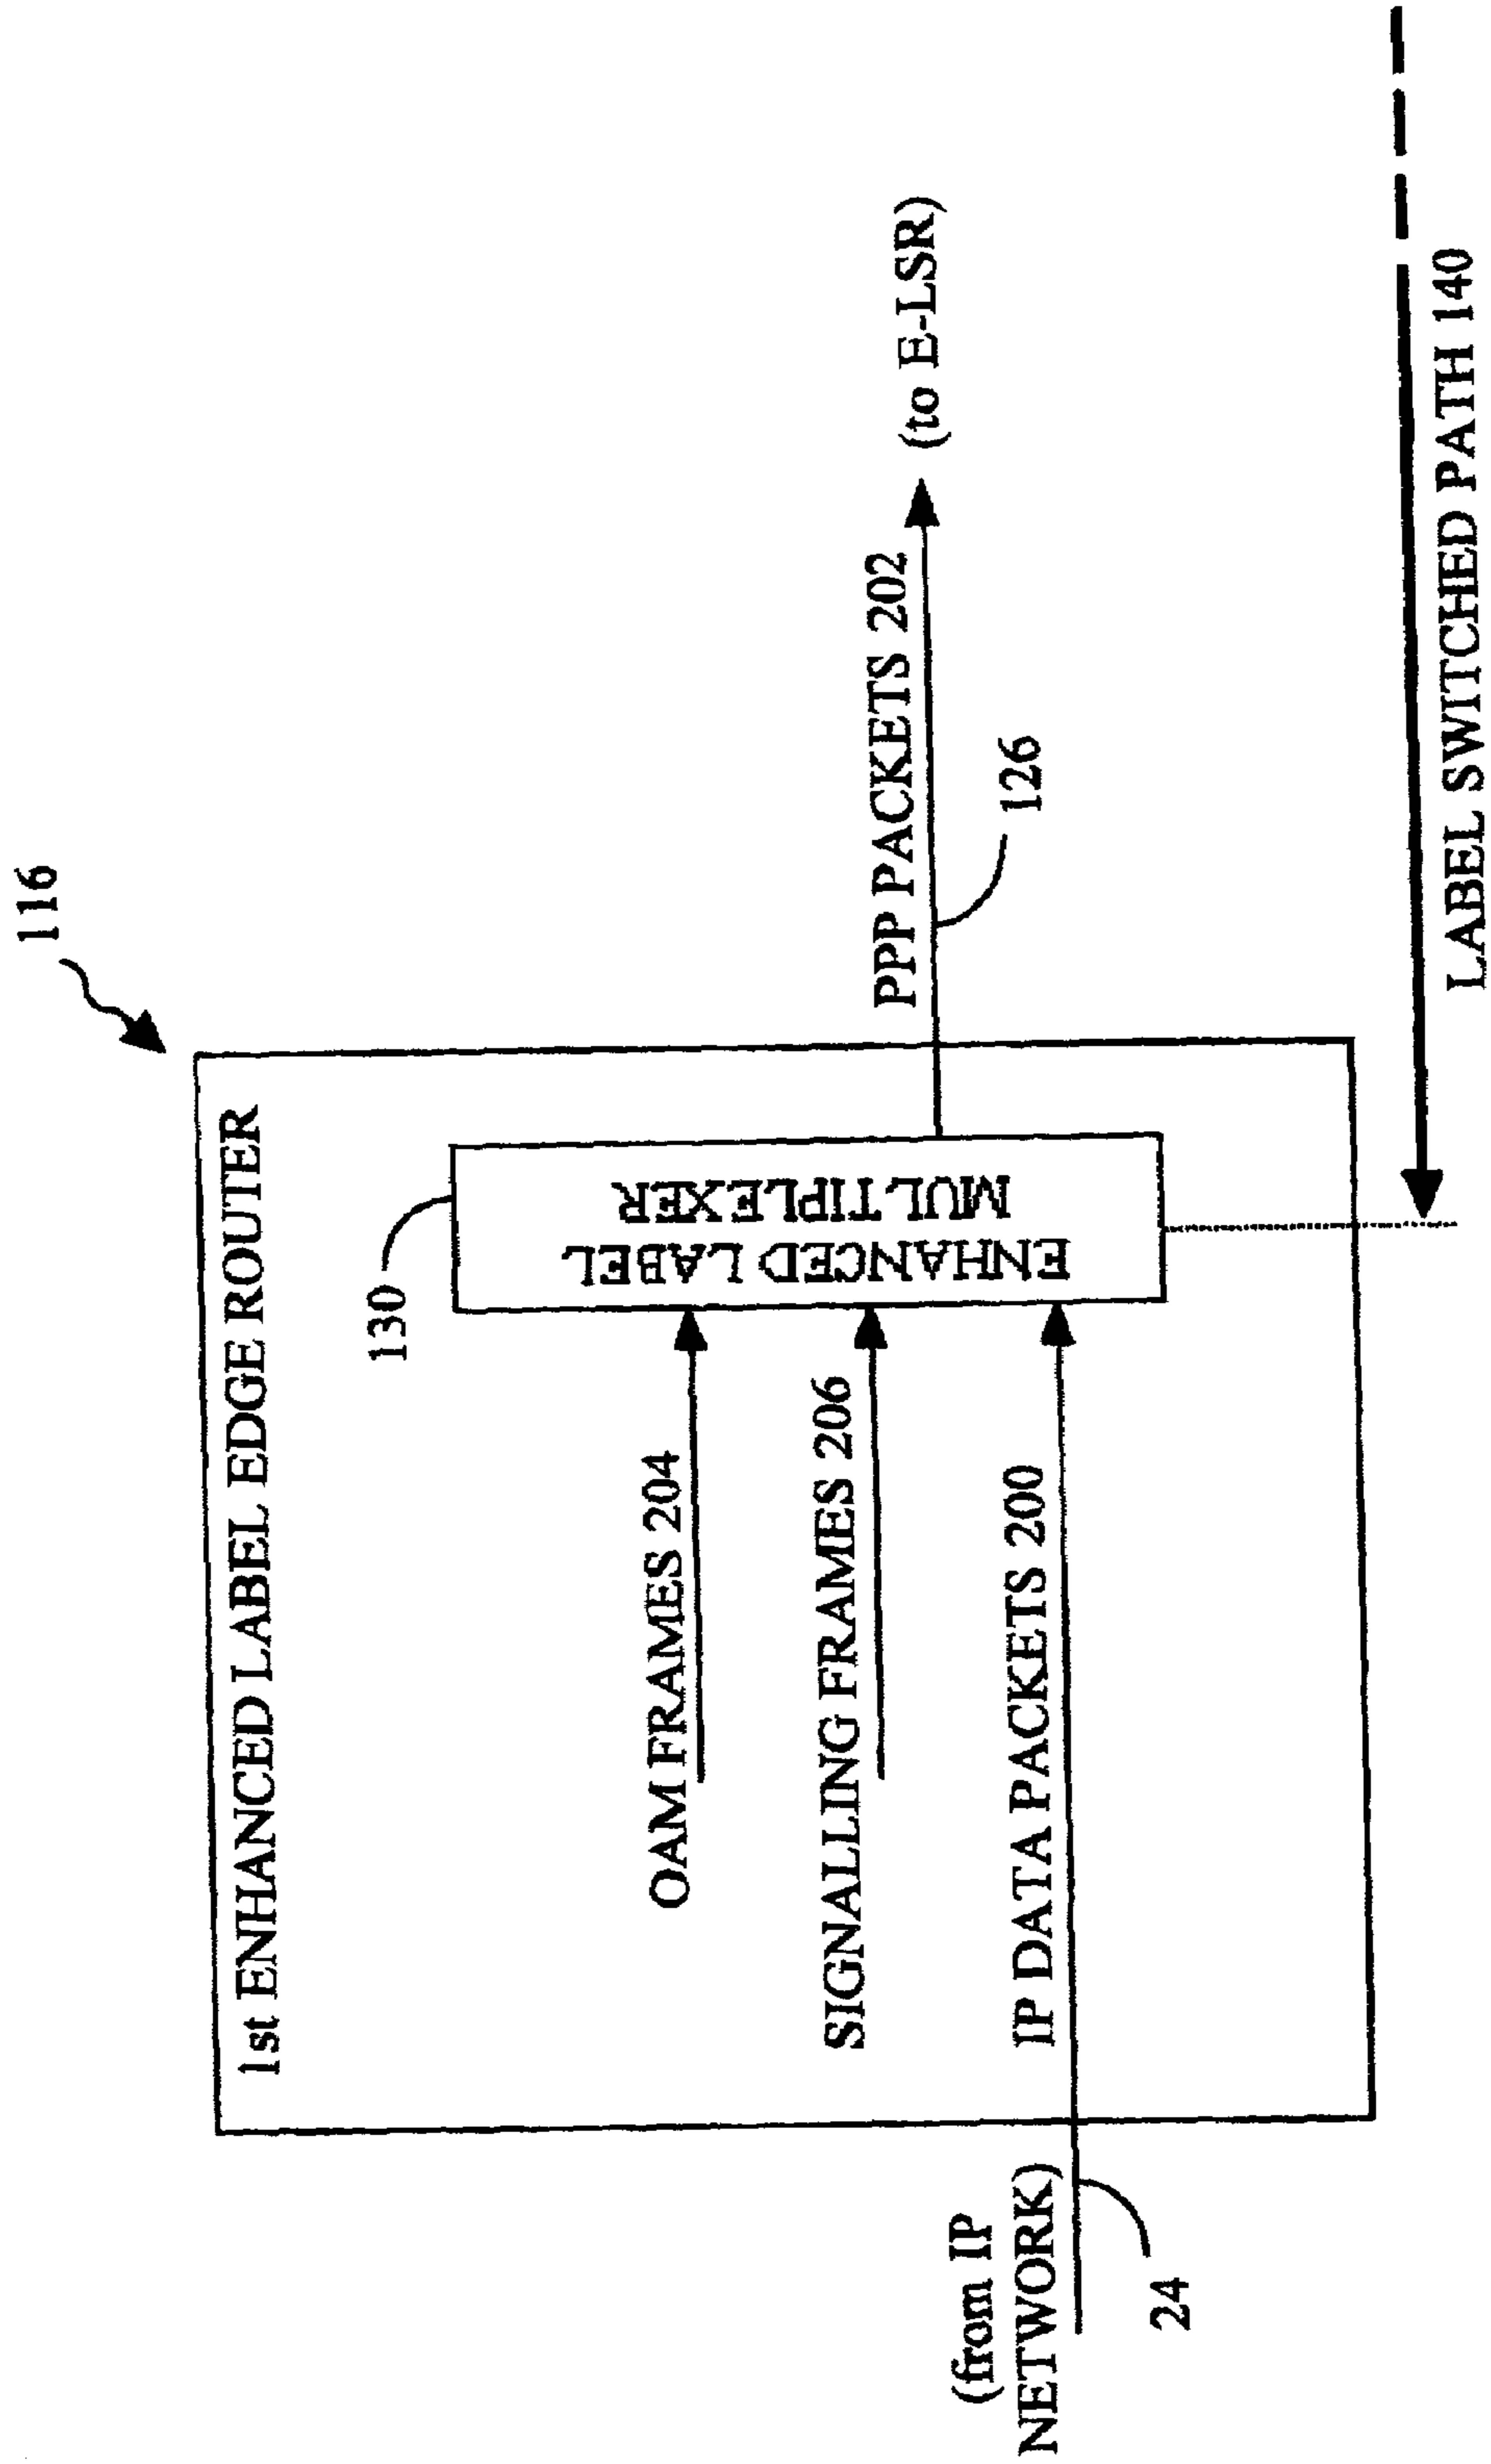 116
1st ENHANCED LABEL EDGE ROUTER
130
OAM FRAMES 204
ENHANCED LABEL
MULTIPLEXER
SIGNALLING FRAMES 206
PPP PACKETS 202
(to E-LSR)
126
(from IP
NETWORK)
IP DATA PACKETS 200
24
LABEL SWITCHED PATH 140